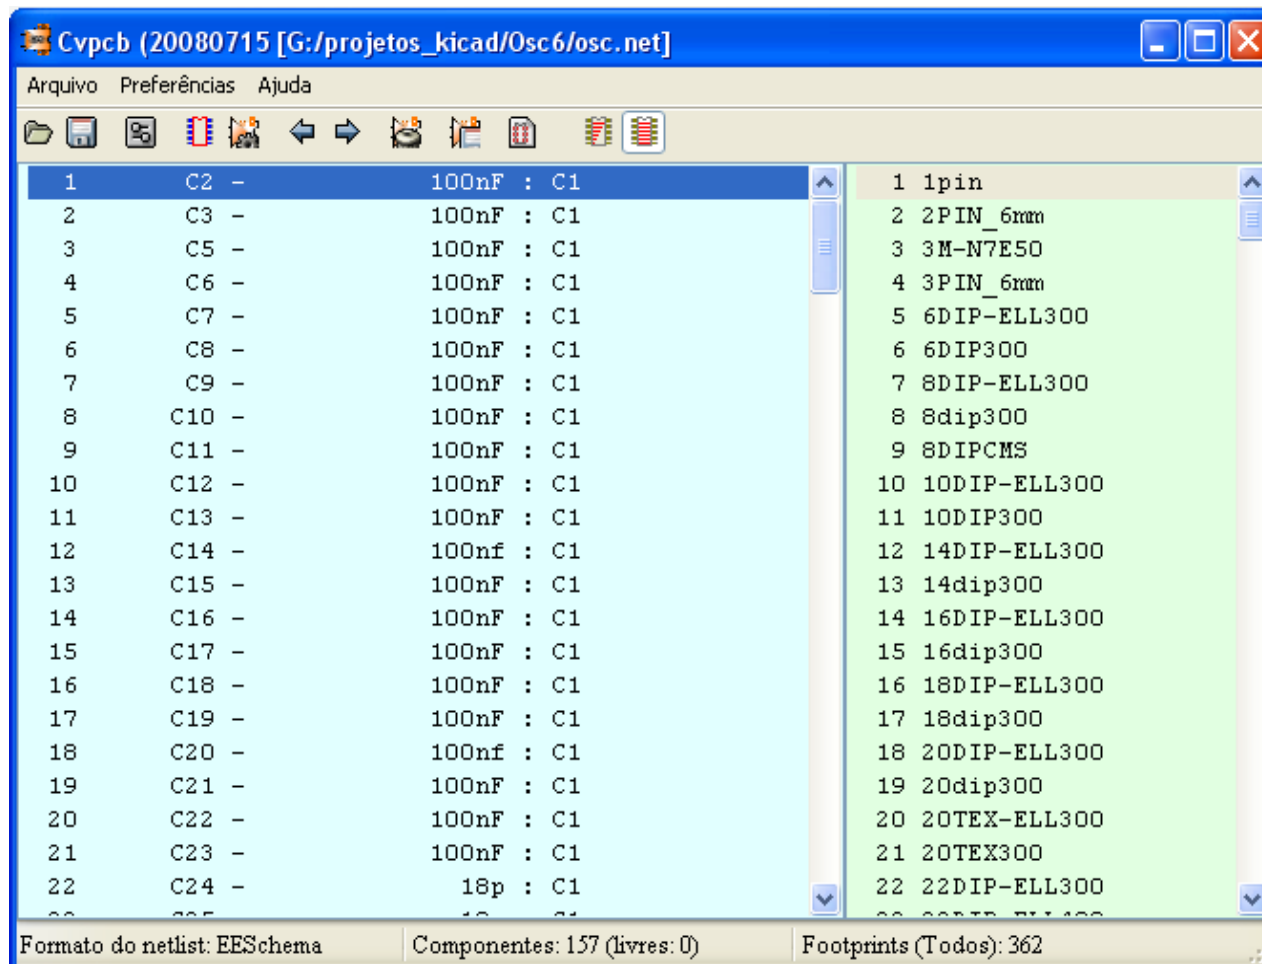 Cvpcb (20080715 [G:/projetos_kicad/Osc6/osc.net]
Arquivo Preferências Ajuda
1 C2 - 100nF : C1
2 C3 - 100nF : C1
3 C5 - 100nF : C1
4 C6 - 100nF : C1
5 C7 - 100nF : C1
6 C8 - 100nF : C1
7 C9 - 100nF : C1
8 C10 - 100nF : C1
9 C11 - 100nF : C1
10 C12 - 100nF : C1
11 C13 - 100nF : C1
12 C14 - 100nf : C1
13 C15 - 100nF : C1
14 C16 - 100nF : C1
15 C17 - 100nF : C1
16 C18 - 100nF : C1
17 C19 - 100nF : C1
18 C20 - 100nf : C1
19 C21 - 100nF : C1
20 C22 - 100nF : C1
21 C23 - 100nF : C1
22 C24 - 18p : C1
1 1pin
2 2PIN_6mm
3 3M-N7E50
4 3PIN_6mm
5 6DIP-ELL300
6 6DIP300
7 8DIP-ELL300
8 8dip300
9 8DIPCMS
10 10DIP-ELL300
11 10DIP300
12 14DIP-ELL300
13 14dip300
14 16DIP-ELL300
15 16dip300
16 18DIP-ELL300
17 18dip300
18 20DIP-ELL300
19 20dip300
20 20TEX-ELL300
21 20TEX300
22 22DIP-ELL300
Formato do netlist: EESchema
Componentes: 157 (livres: 0)
Footprints (Todos): 362